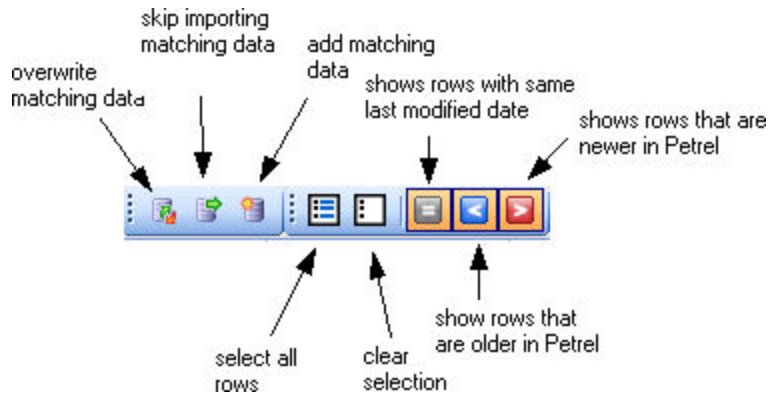 skip importing
matching data
add matching
data
overwrite
matching data
shows rows with same
last modified date
shows rows that are
newer in Petrel
=
<
>
select all
rows
clear
selection
show rows that
are older in Petrel